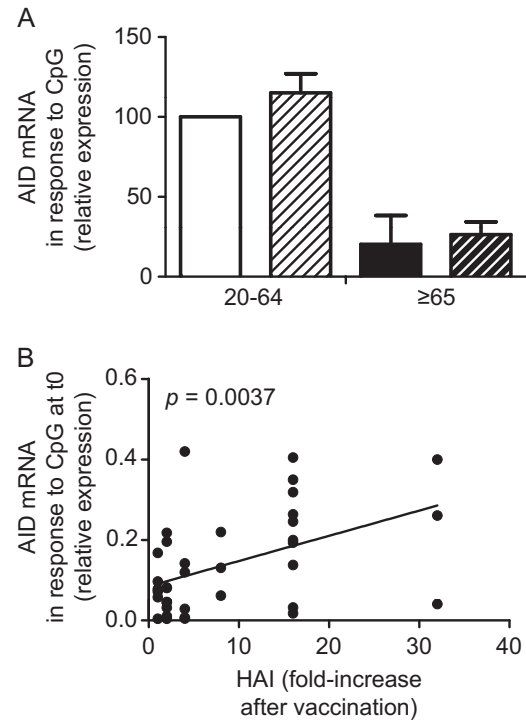 A
AID mRNA
in response to CpG
(relative expression)
150
100
50
0
20-64
≥65
B
AID mRNA
in response to CpG at t0
(relative expression)
p = 0.0037
0.6
0.4
0.2
0.0
0
10
20
30
40
HAI (fold-increase
after vaccination)